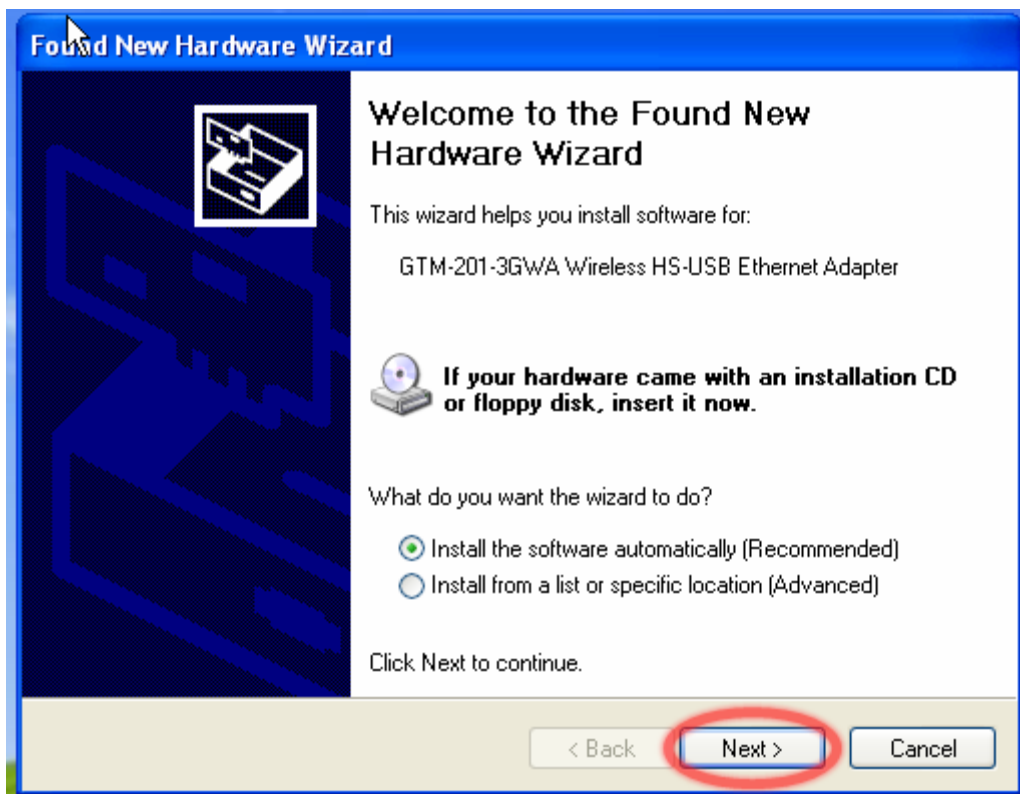 Found New Hardware Wizard
Welcome to the Found New
Hardware Wizard
This wizard helps you install software for:
GTM-201-3GWA Wireless HS-USB Ethernet Adapter
If your hardware came with an installation CD
or floppy disk, insert it now.
What do you want the wizard to do?
Install the software automatically (Recommended)
Install from a list or specific location (Advanced)
Click Next to continue.
< Back Next > Cancel